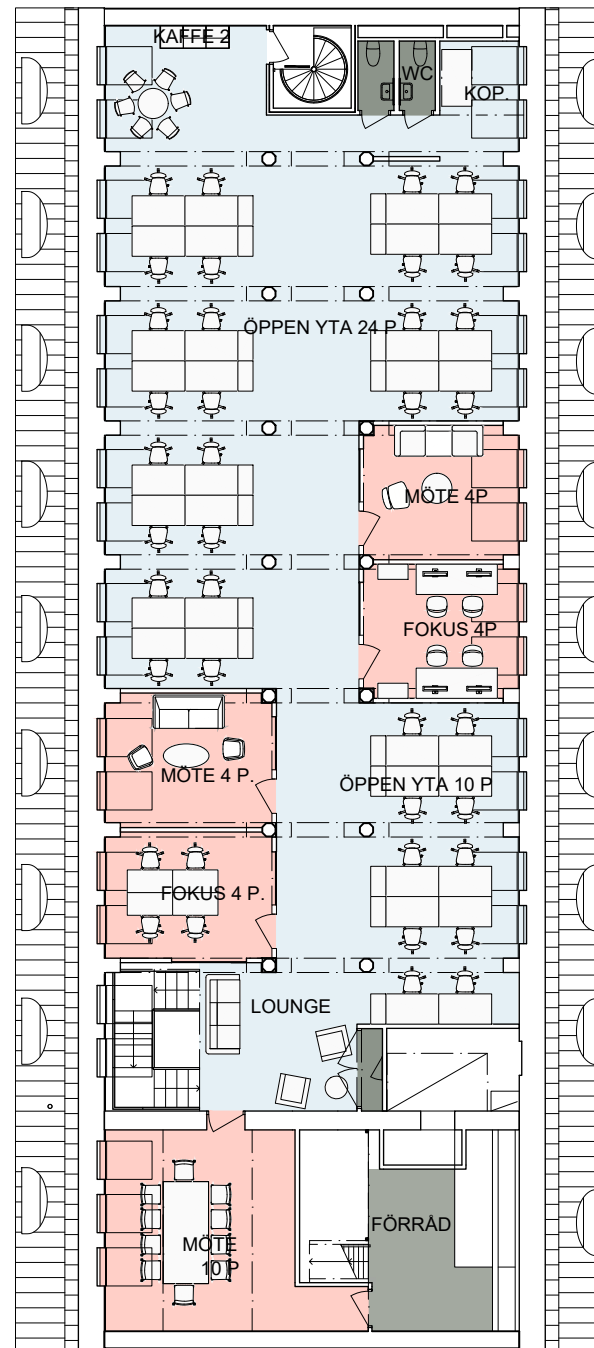 KAFFE 2
WC
KOP.
ÖPPEN YTA 24 P
MÖTE 4P
FOKUS 4P
MÖTE 4 P.
ÖPPEN YTA 10 P
FOKUS 4 P.
LOUNGE
FÖRRÅD
MÖTE
10 P